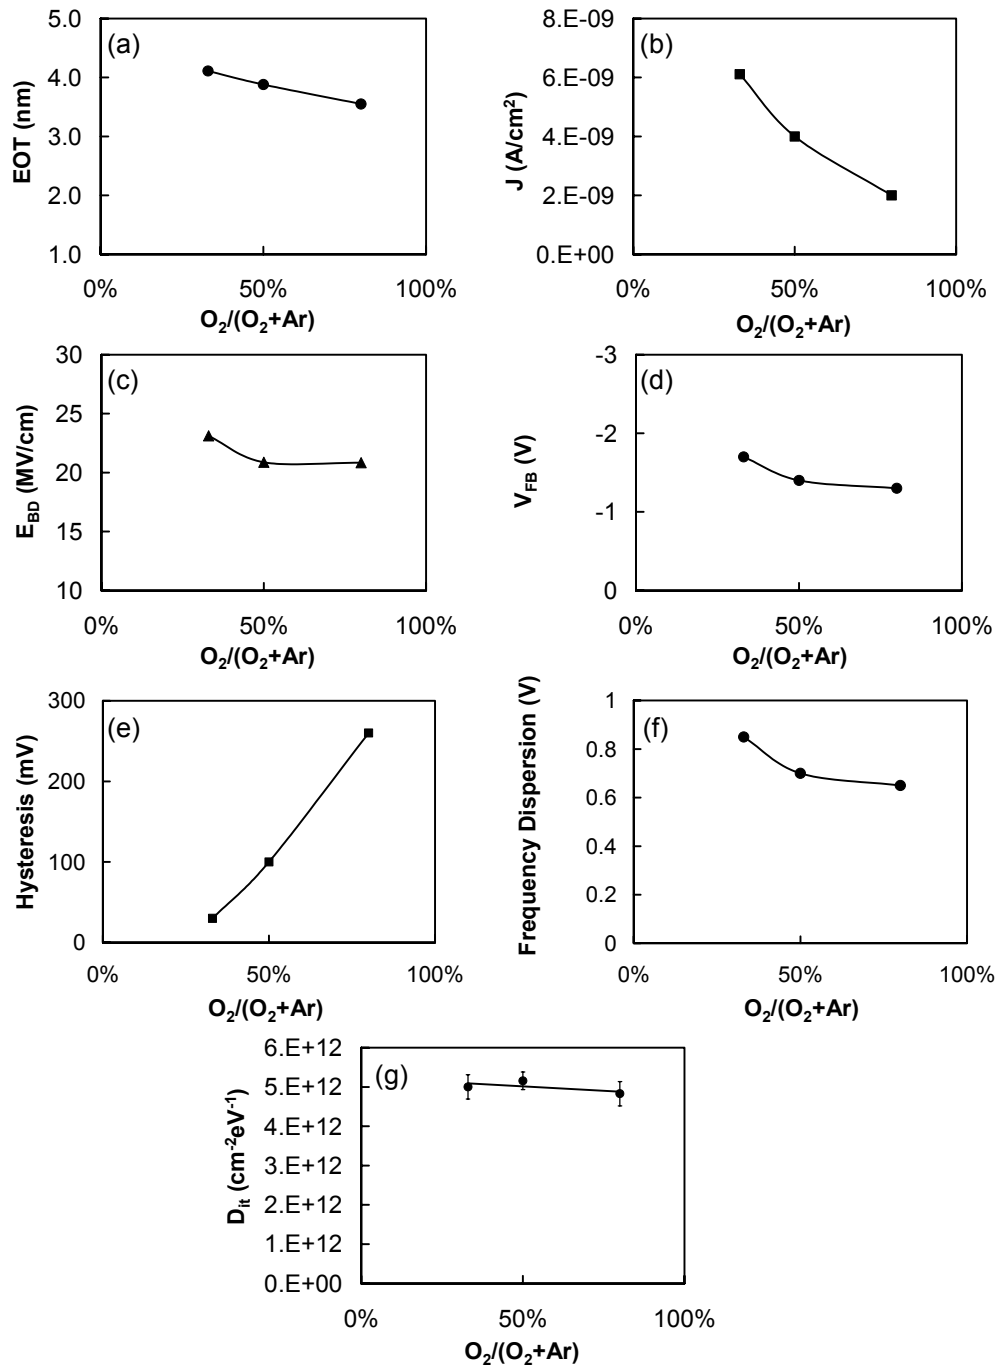 (a)
EOT (nm)
5.0
4.0
3.0
2.0
1.0
0%
50%
100%
O₂/(O₂+Ar)
(b)
J (A/cm²)
8.E-09
6.E-09
4.E-09
2.E-09
0.E+00
0%
50%
100%
O₂/(O₂+Ar)
(c)
E_BD (MV/cm)
30
25
20
15
10
0%
50%
100%
O₂/(O₂+Ar)
(d)
V_FB (V)
-3
-2
-1
0
0%
50%
100%
O₂/(O₂+Ar)
(e)
Hysteresis (mV)
300
200
100
0
0%
50%
100%
O₂/(O₂+Ar)
(f)
Frequency Dispersion (V)
1
0.8
0.6
0.4
0.2
0
0%
50%
100%
O₂/(O₂+Ar)
(g)
D_it (cm⁻²eV⁻¹)
6.E+12
5.E+12
4.E+12
3.E+12
2.E+12
1.E+12
0.E+00
0%
50%
100%
O₂/(O₂+Ar)